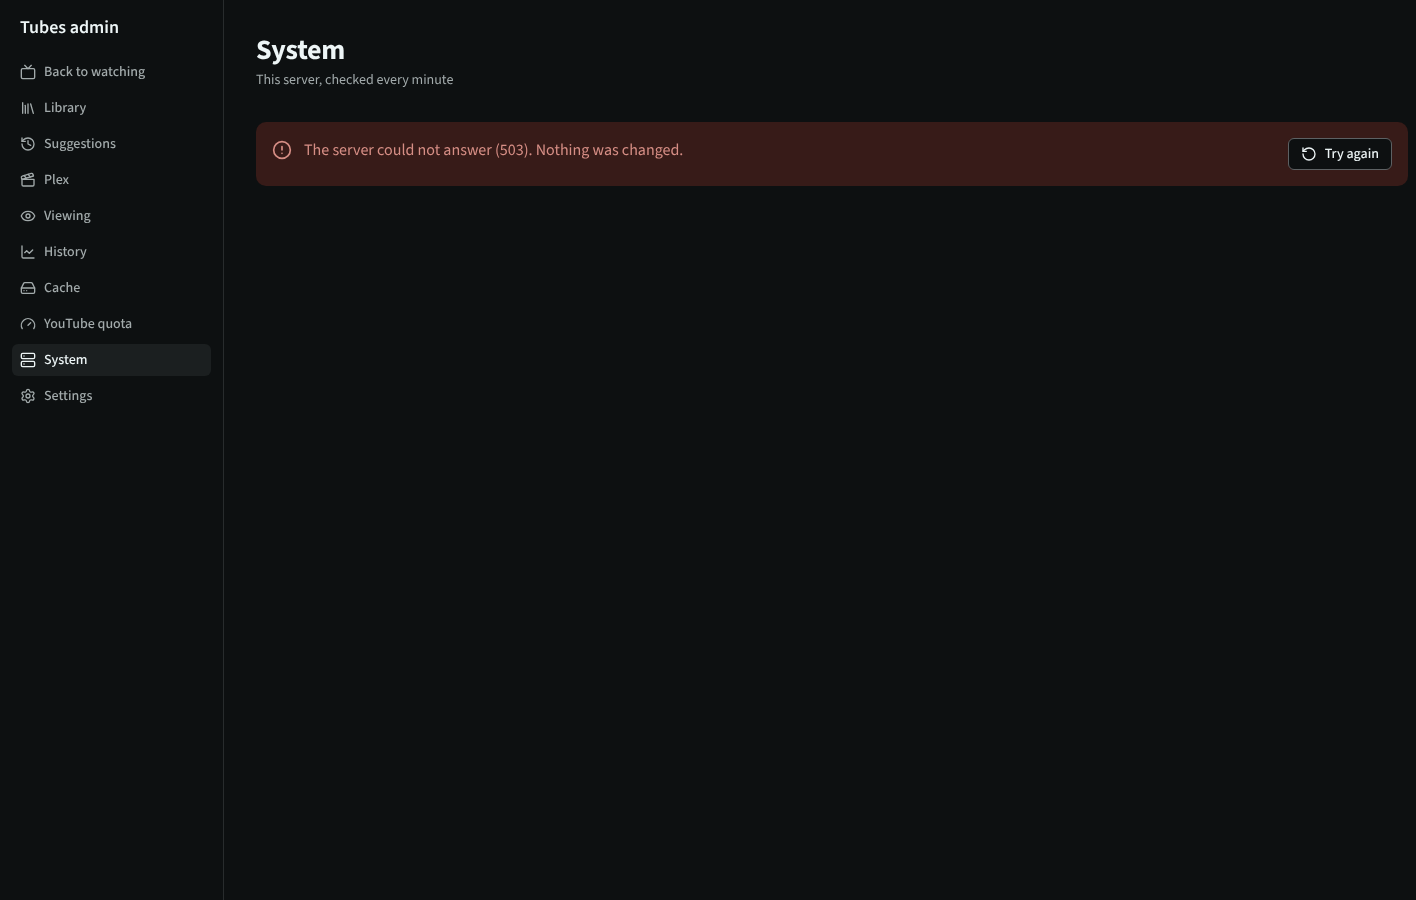 Tubes admin
Back to watching
Library
Suggestions
Plex
Viewing
History
Cache
YouTube quota
System
Settings
System
This server, checked every minute
The server could not answer (503). Nothing was changed.
Try again